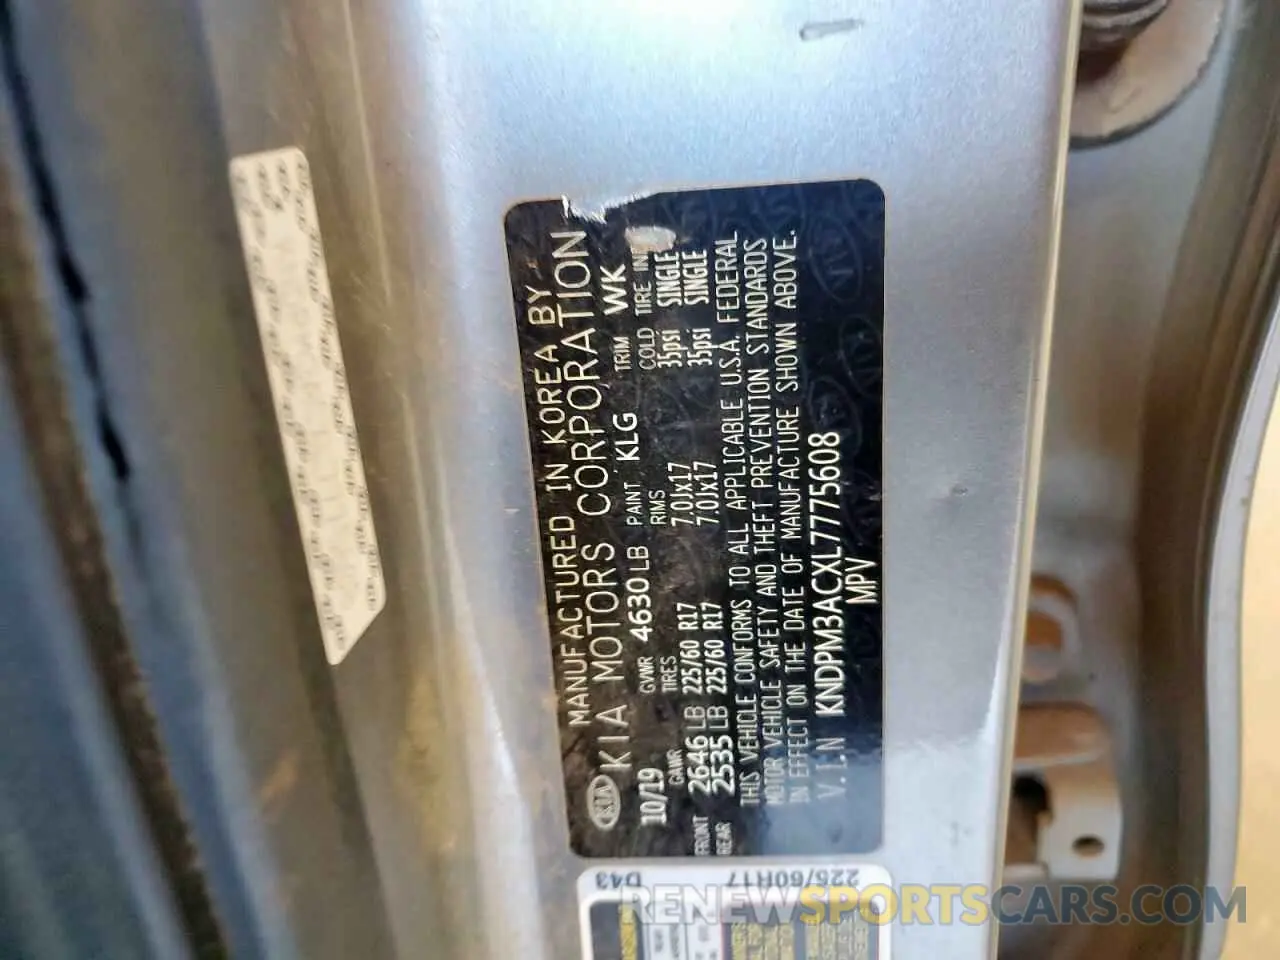 MANUFACTURED IN KOREA BY
KIA KIA MOTORS CORPORATION
10/19 GVWR 4630 LB PAINT KLG TRIM WK
GAWR TIRES RIMS COLD TIRE
FRONT 2646 LB 225/60 R17 7.0Jx17 35psi SINGLE
REAR 2535 LB 225/60 R17 7.0Jx17 35psi SINGLE
THIS VEHICLE CONFORMS TO ALL APPLICABLE U.S.A. FEDERAL
MOTOR VEHICLE SAFETY AND THEFT PREVENTION STANDARDS
IN EFFECT ON THE DATE OF MANUFACTURE SHOWN ABOVE.
V.I.N KNDPM3ACXL7775608
MPV
D43
225/60R17
RENEWSPORTSCARS.COM